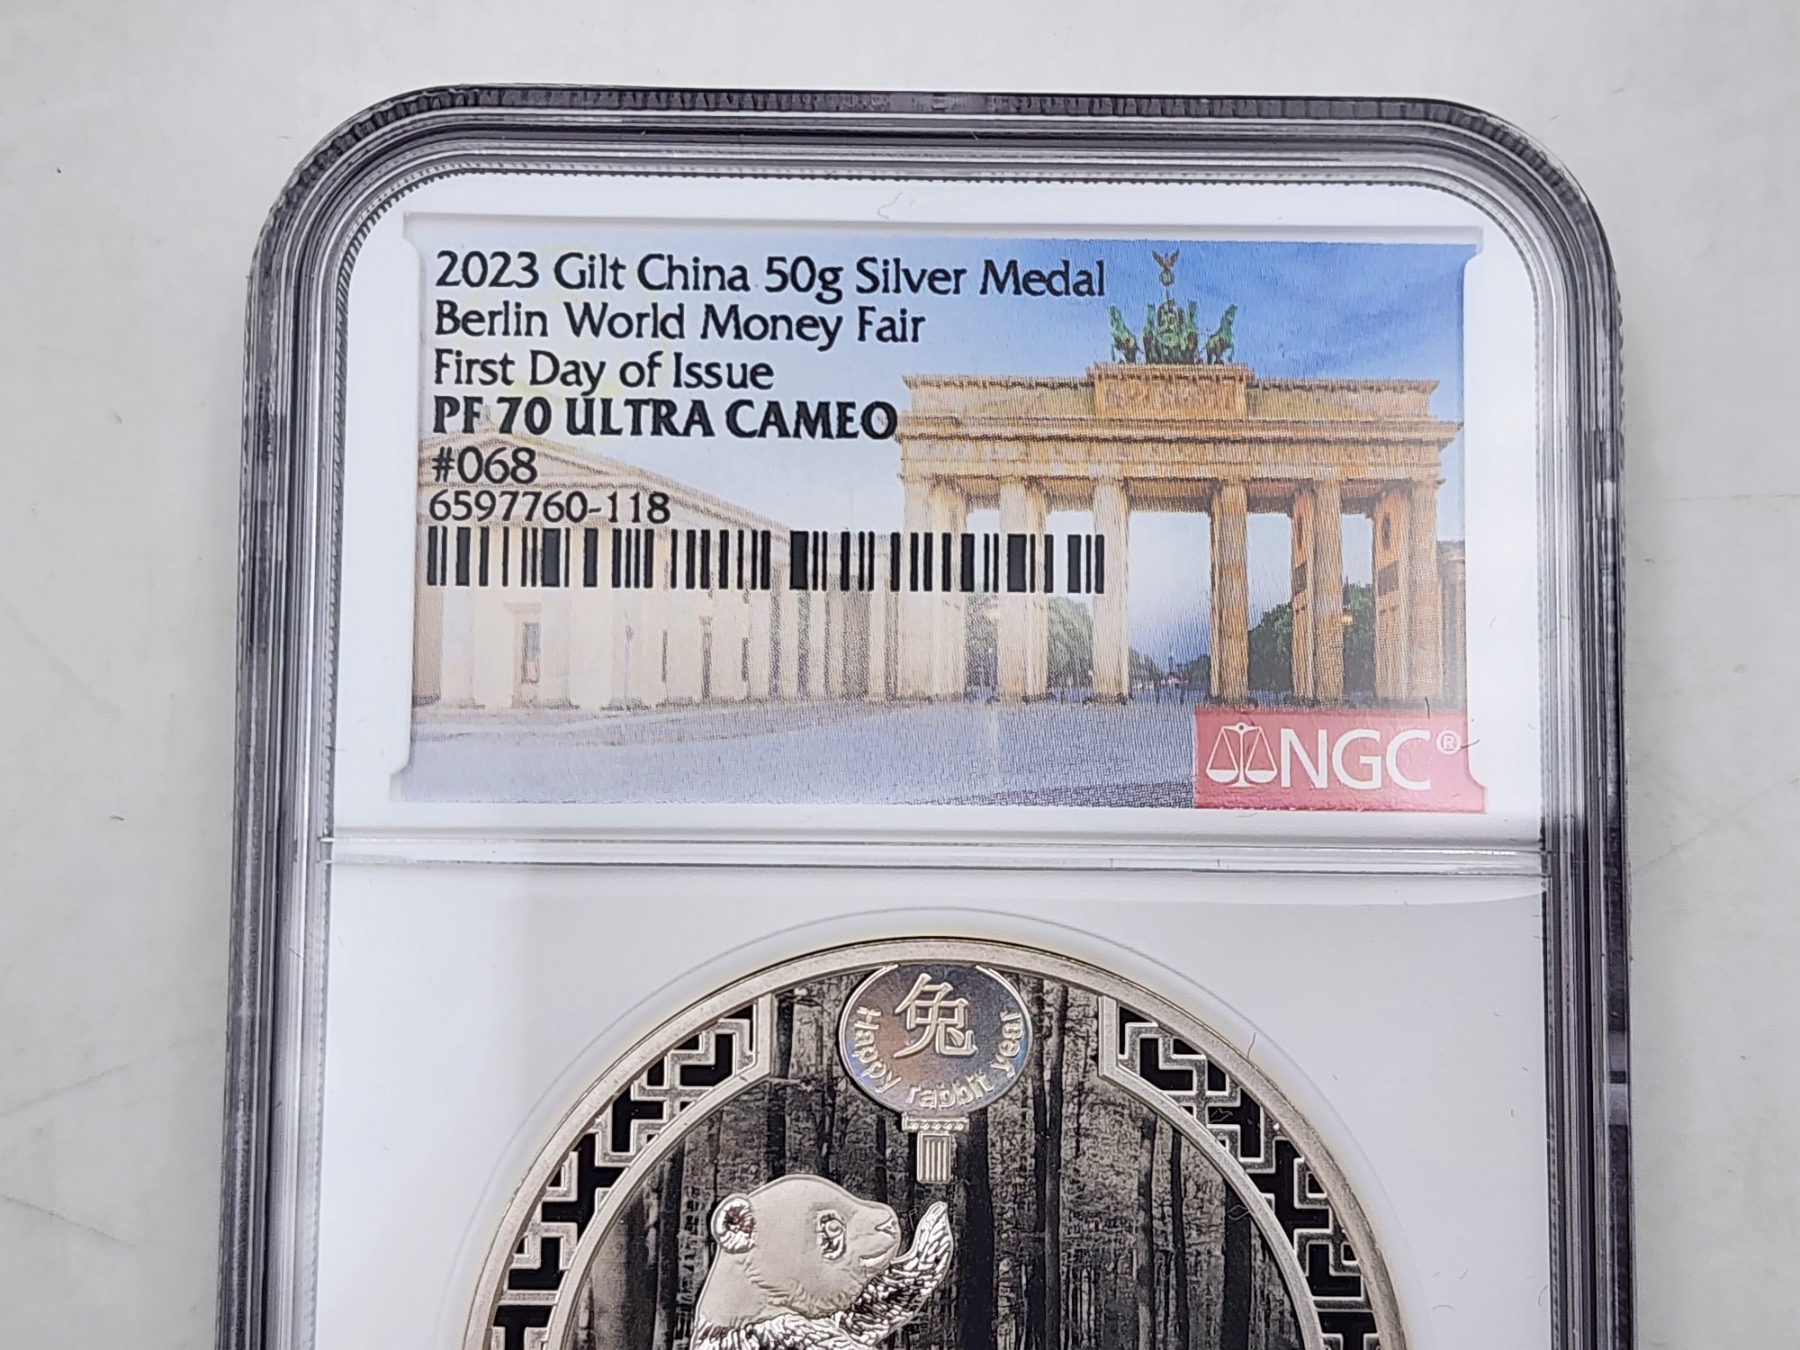 2023 Gilt China 50g Silver Medal
Berlin World Money Fair
First Day of Issue
PF 70 ULTRA CAMEO
#068
6597760-118
NGC®
兔
Happy rabbit year